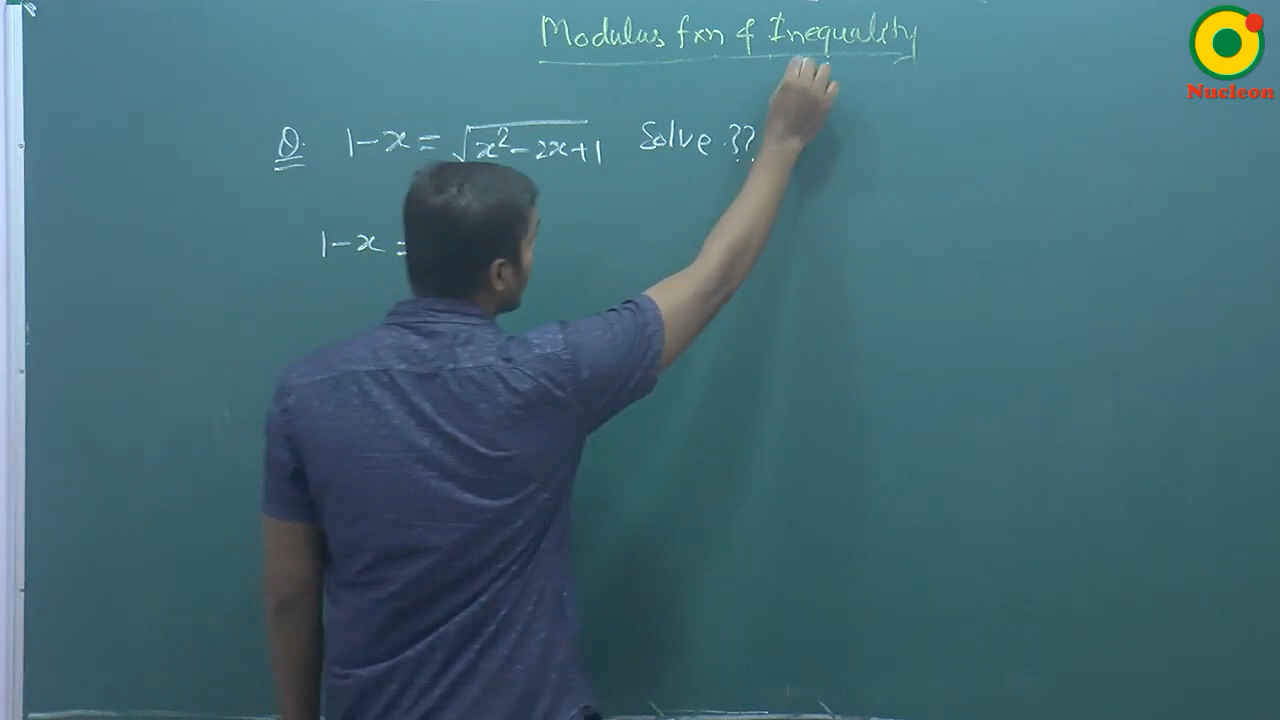 Modulus fxn & Inequality
Nucleon
Q. 1-x = √x²-2x+1 Solve ??
1-x =